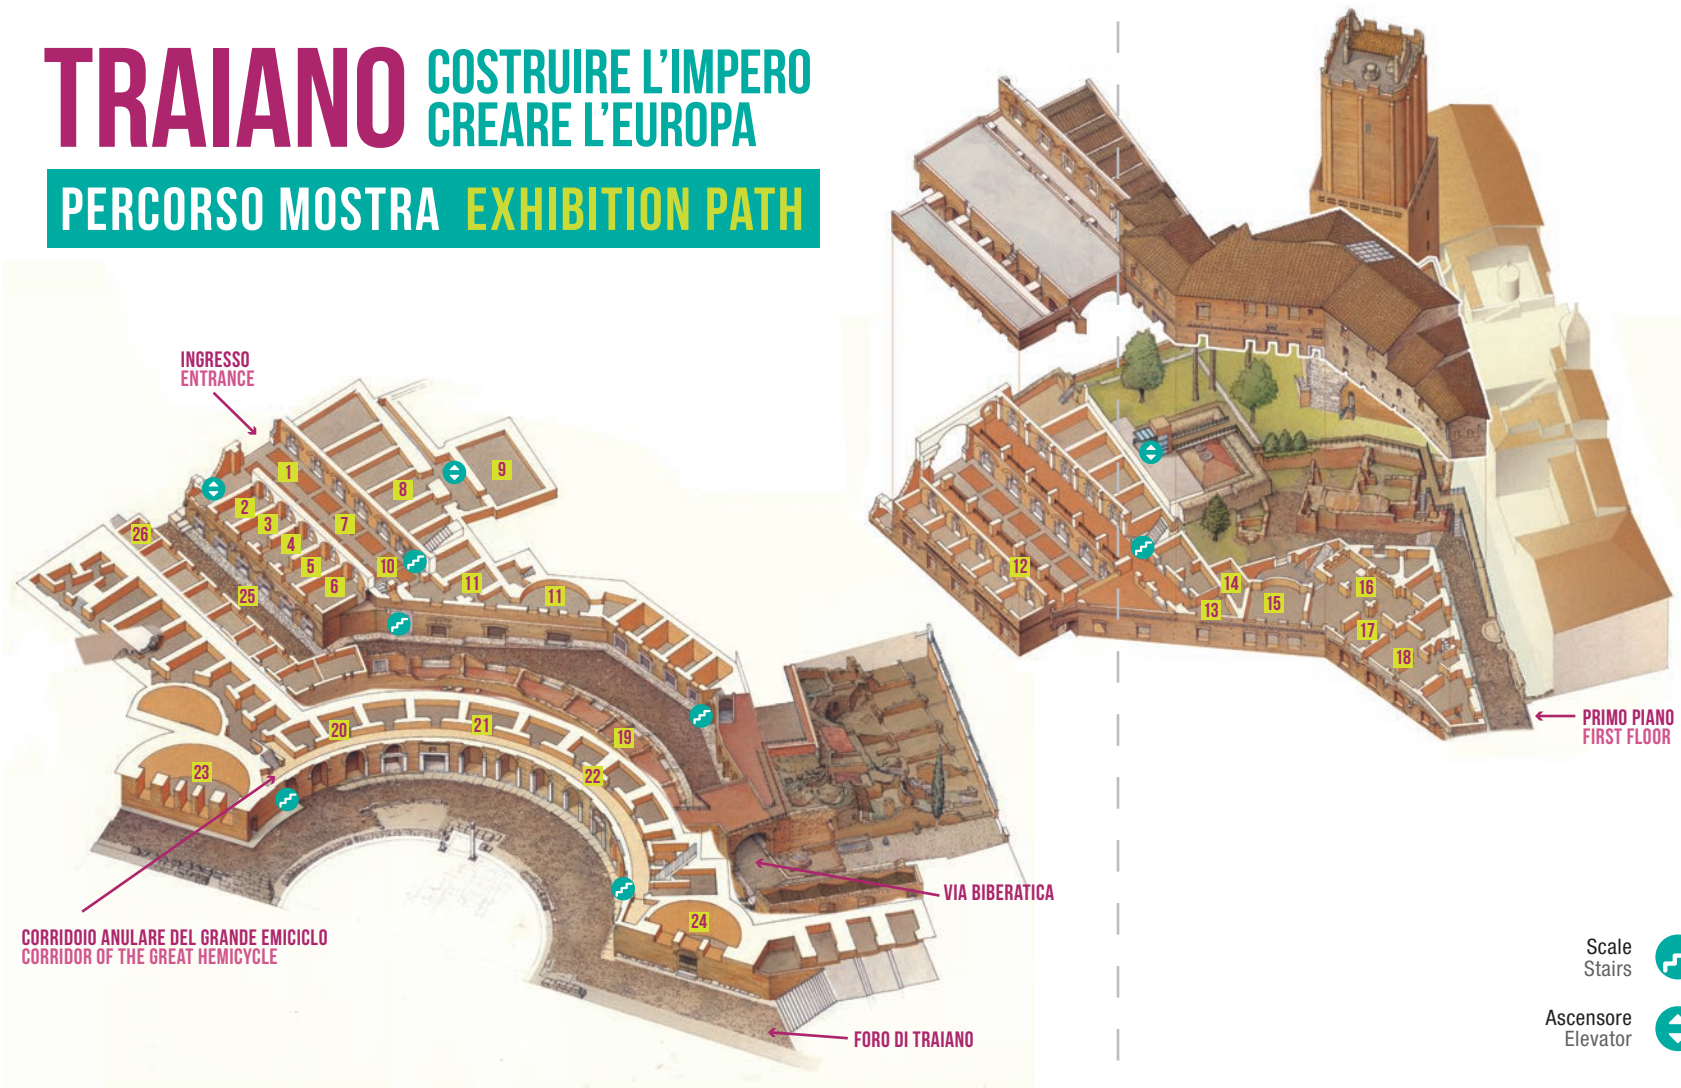 TRAIANO
COSTRUIRE L'IMPERO
CREARE L'EUROPA
PERCORSO MOSTRA EXHIBITION PATH
INGRESSO
ENTRANCE
1
2
3
4
5
6
7
8
9
10
11
11
26
25
20
21
19
22
23
24
CORRIDOIO ANULARE DEL GRANDE EMICICLO
CORRIDOR OF THE GREAT HEMICYCLE
VIA BIBERATICA
FORO DI TRAIANO
12
13
14
15
16
17
18
PRIMO PIANO
FIRST FLOOR
Scale
Stairs
Ascensore
Elevator